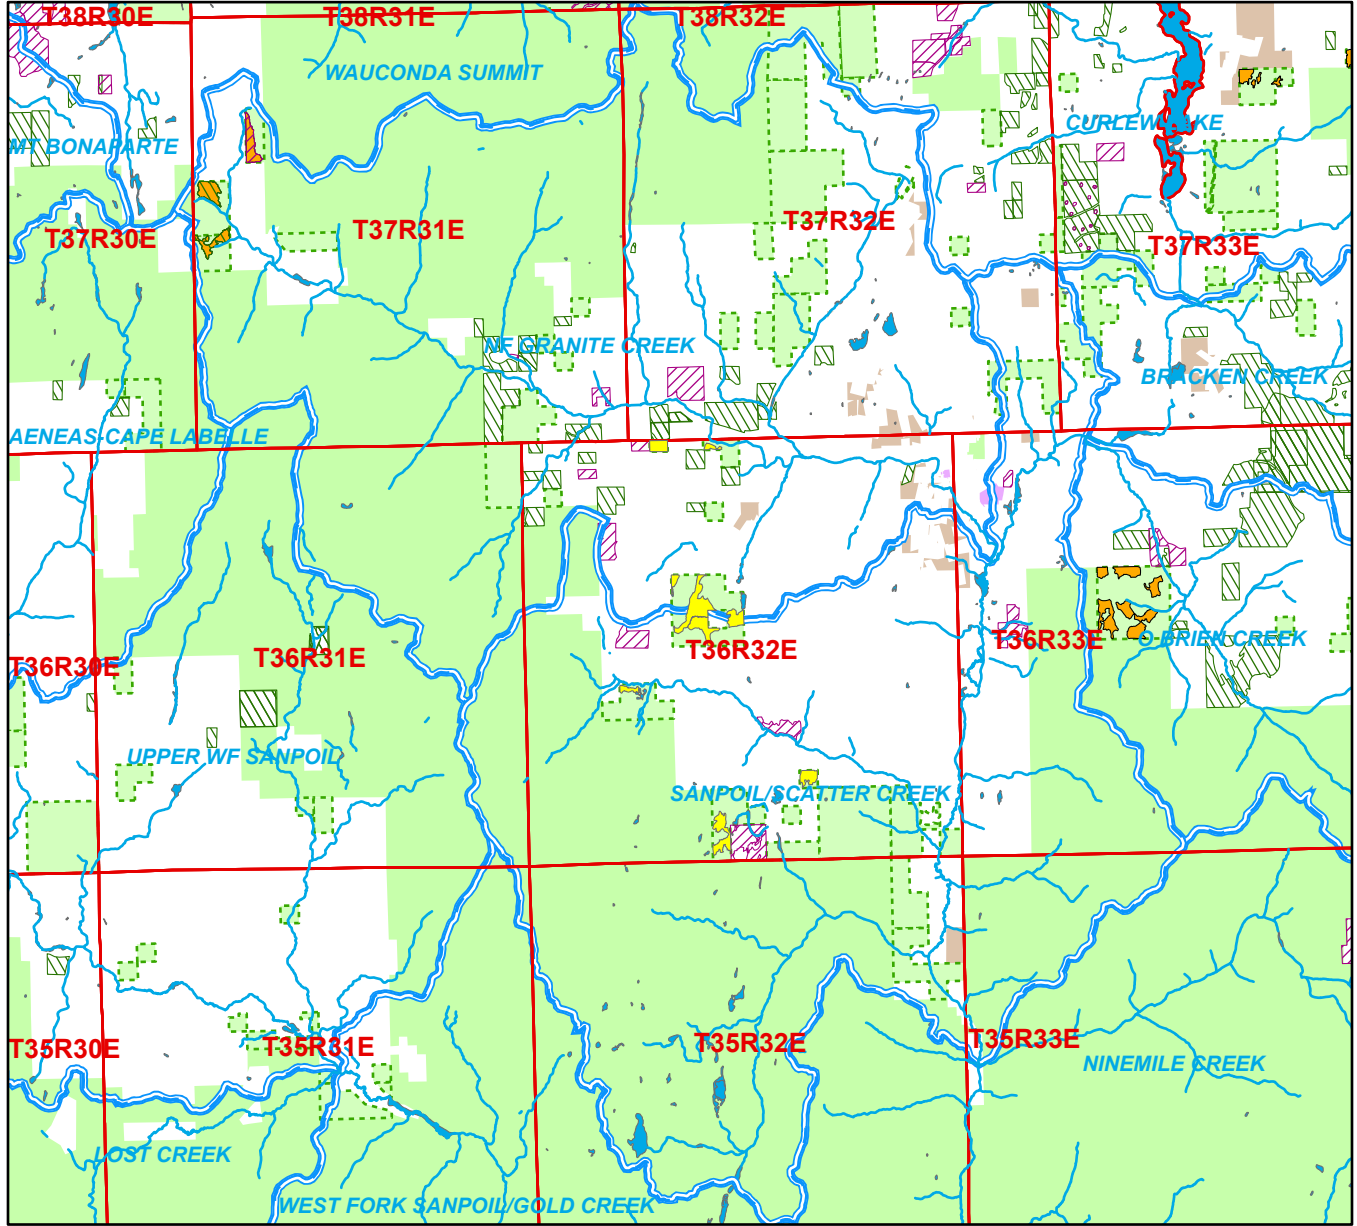 T38R30E
T38R31E
T38R32E
WAUCONDA SUMMIT
CURLEW LAKE
MT BONAPARTE
T37R30E
T37R31E
T37R32E
T37R33E
NF GRANITE CREEK
BRACKEN CREEK
AENEAS-CAPE LABELLE
T36R30E
T36R31E
T36R32E
T36R33E
O BRIEN CREEK
UPPER WF SANPOIL
SANPOIL/SCATTER CREEK
T35R30E
T35R31E
T35R32E
T35R33E
NINEMILE CREEK
LOST CREEK
WEST FORK SANPOIL/GOLD CREEK